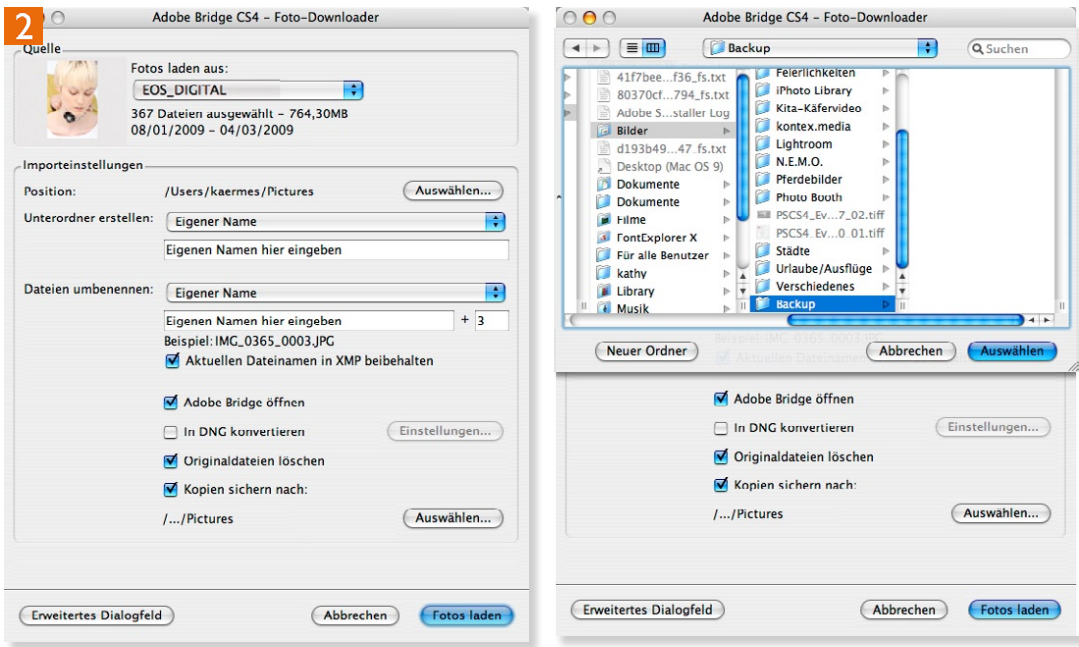 2
Adobe Bridge CS4 – Foto-Downloader
Quelle
Fotos laden aus:
EOS_DIGITAL
367 Dateien ausgewählt – 764,30MB
08/01/2009 – 04/03/2009
Importeinstellungen
Position:
/Users/kaermes/Pictures
Auswählen...
Unterordner erstellen:
Eigener Name
Eigenen Namen hier eingeben
Dateien umbenennen:
Eigener Name
Eigenen Namen hier eingeben
+ 3
Beispiel: IMG_0365_0003.JPG
Aktuellen Dateinamen in XMP beibehalten
Adobe Bridge öffnen
In DNG konvertieren
Einstellungen...
Originaldateien löschen
Kopien sichern nach:
/.../Pictures
Auswählen...
Erweitertes Dialogfeld
Abbrechen
Fotos laden
Adobe Bridge CS4 – Foto-Downloader
Backup
Suchen
41f7bee...f36_fs.txt
80370cf...794_fs.txt
Adobe S...staller Log
Bilder
d193b49...47_fs.txt
Desktop (Mac OS 9)
Dokumente
Dokumente
Filme
FontExplorer X
Für alle Benutzer
kathy
Library
Musik
Feierlichkeiten
iPhoto Library
Kita-Käfervideo
kontex.media
Lightroom
N.E.M.O.
Pferdebilder
Photo Booth
PSCS4_Ev...7_02.tiff
PSCS4_Ev...0_01.tiff
Städte
Urlaube/Ausflüge
Verschiedenes
Backup
Neuer Ordner
Beispiel: IMG_0365_0003.JPG
Aktuellen Dateinamen
Abbrechen
Auswählen
Adobe Bridge öffnen
In DNG konvertieren
Einstellungen...
Originaldateien löschen
Kopien sichern nach:
/.../Pictures
Auswählen...
Erweitertes Dialogfeld
Abbrechen
Fotos laden